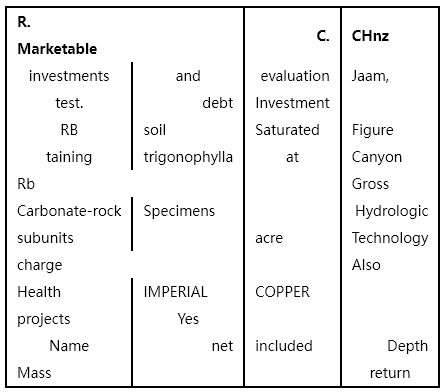 R.
Marketable C. CHnz
investments and evaluation Jaam,
test. debt Investment
RB soil Saturated Figure
taining trigonophylla at Canyon
Rb Gross
Carbonate-rock Specimens Hydrologic
subunits acre Technology
charge Also
Health IMPERIAL COPPER
projects Yes
Name net included Depth
Mass return